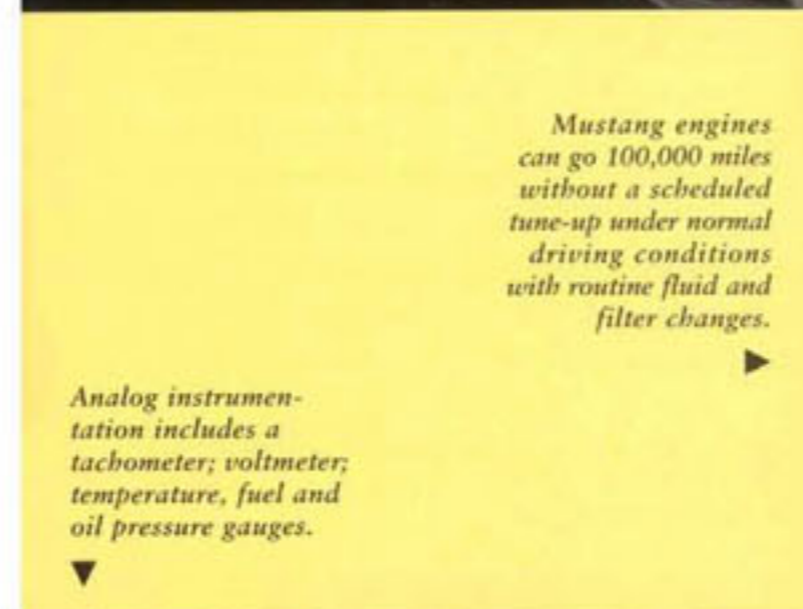 Mustang engines
can go 100,000 miles
without a scheduled
tune-up under normal
driving conditions
with routine fluid and
filter changes.
Analog instrumen-
tation includes a
tachometer; voltmeter;
temperature, fuel and
oil pressure gauges.